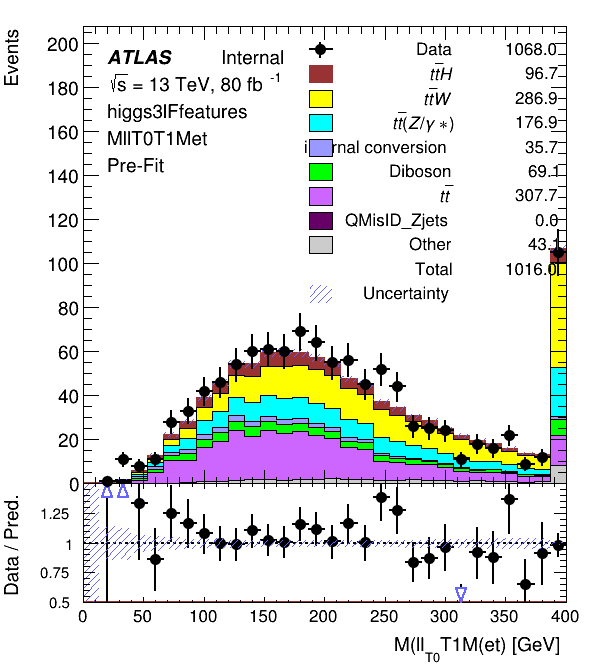 Events
200
180
160
140
120
100
80
60
40
20
0
ATLAS Internal
√s = 13 TeV, 80 fb -1
higgs3IFfeatures
MllT0T1Met
Pre-Fit
Data 1068.0
tt̄H 96.7
tt̄W 286.9
tt̄(Z/γ *) 176.9
internal conversion 35.7
Diboson 69.1
tt̄ 307.7
QMisID_Zjets 0.0
Other 43.
Total 1016.0
Uncertainty
Data / Pred.
1.25
1
0.75
0.5
0 50 100 150 200 250 300 350 400
M(ll_T0 T1M(et) [GeV]